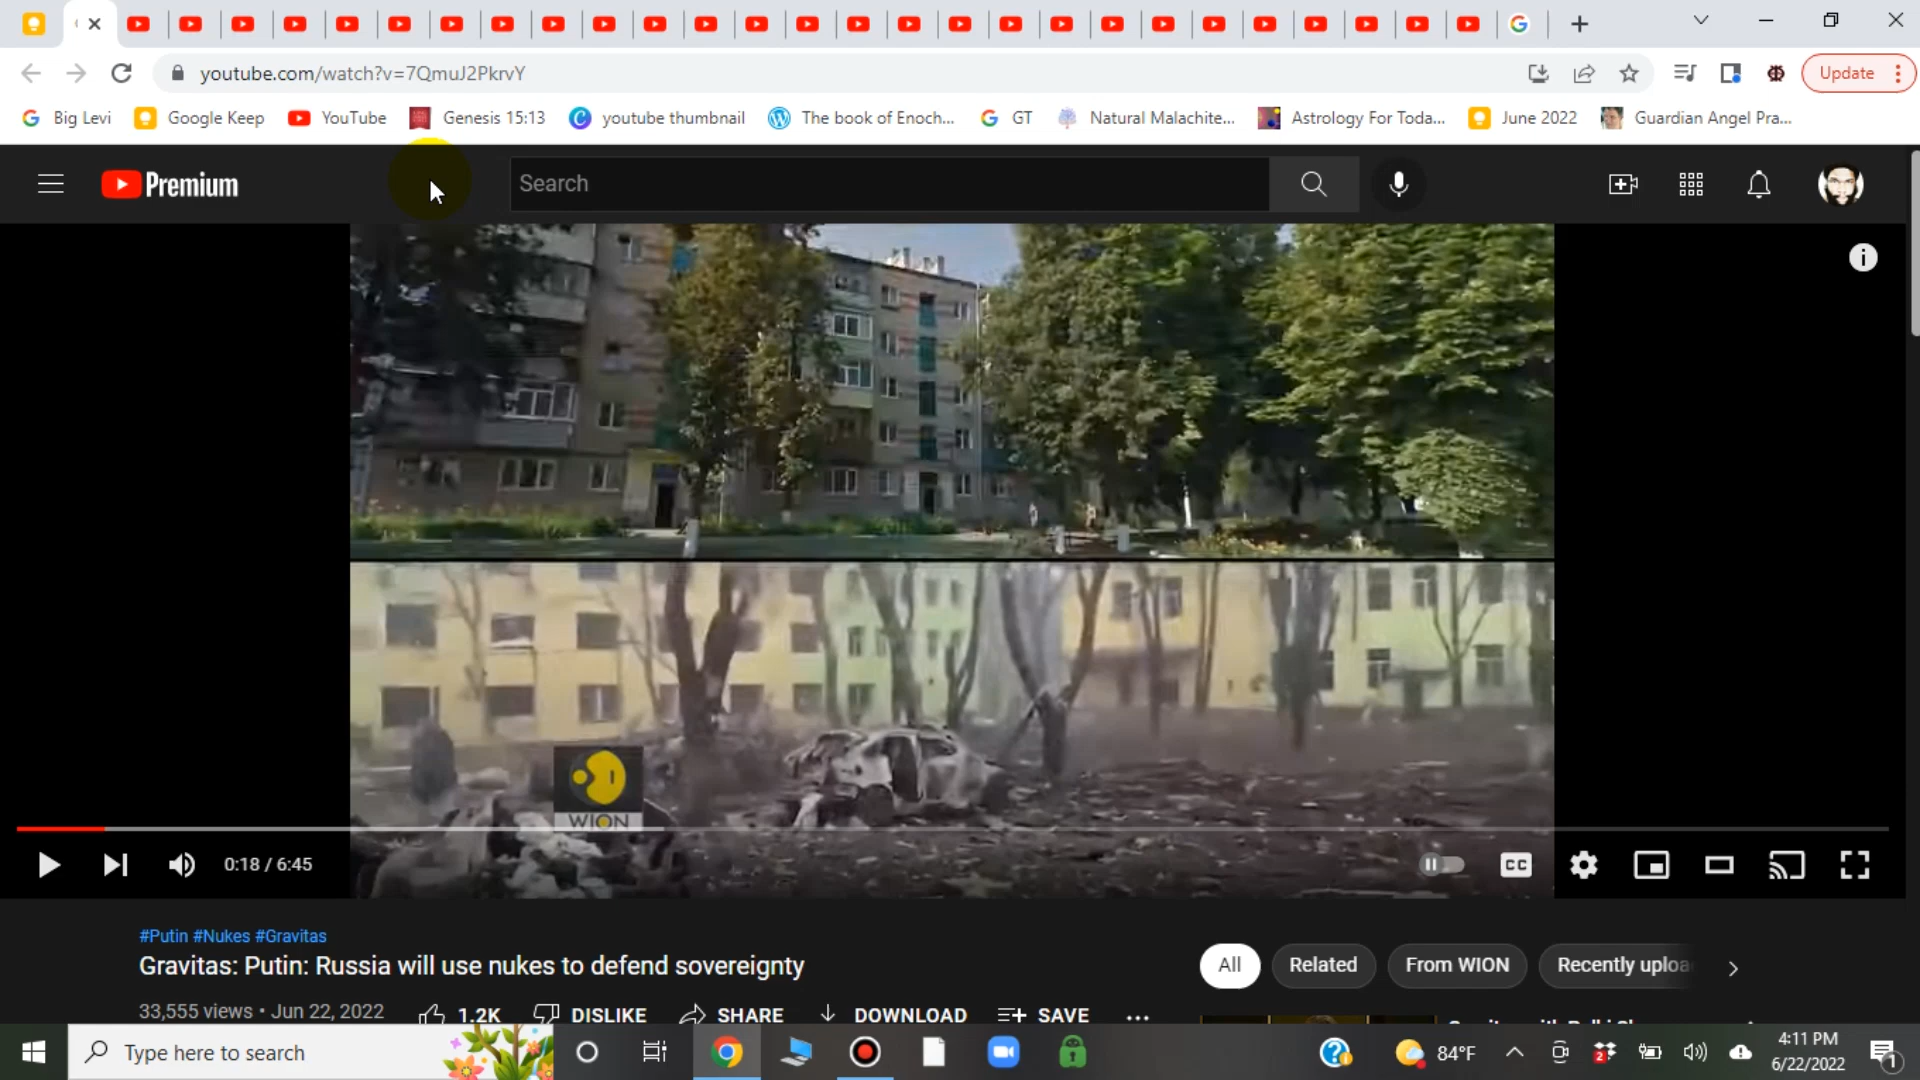 youtube.com/watch?v=7QmuJ2PkrvY
Update
Big Levi
Google Keep
YouTube
Genesis 15:13
youtube thumbnail
The book of Enoch...
GT
Natural Malachite...
Astrology For Toda...
June 2022
Guardian Angel Pra...
Premium
Search
WION
0:18 / 6:45
CC
#Putin #Nukes #Gravitas
Gravitas: Putin: Russia will use nukes to defend sovereignty
33,555 views • Jun 22, 2022
1.2K
DISLIKE
SHARE
DOWNLOAD
SAVE
All
Related
From WION
Recently uploa
Type here to search
84°F
4:11 PM
6/22/2022